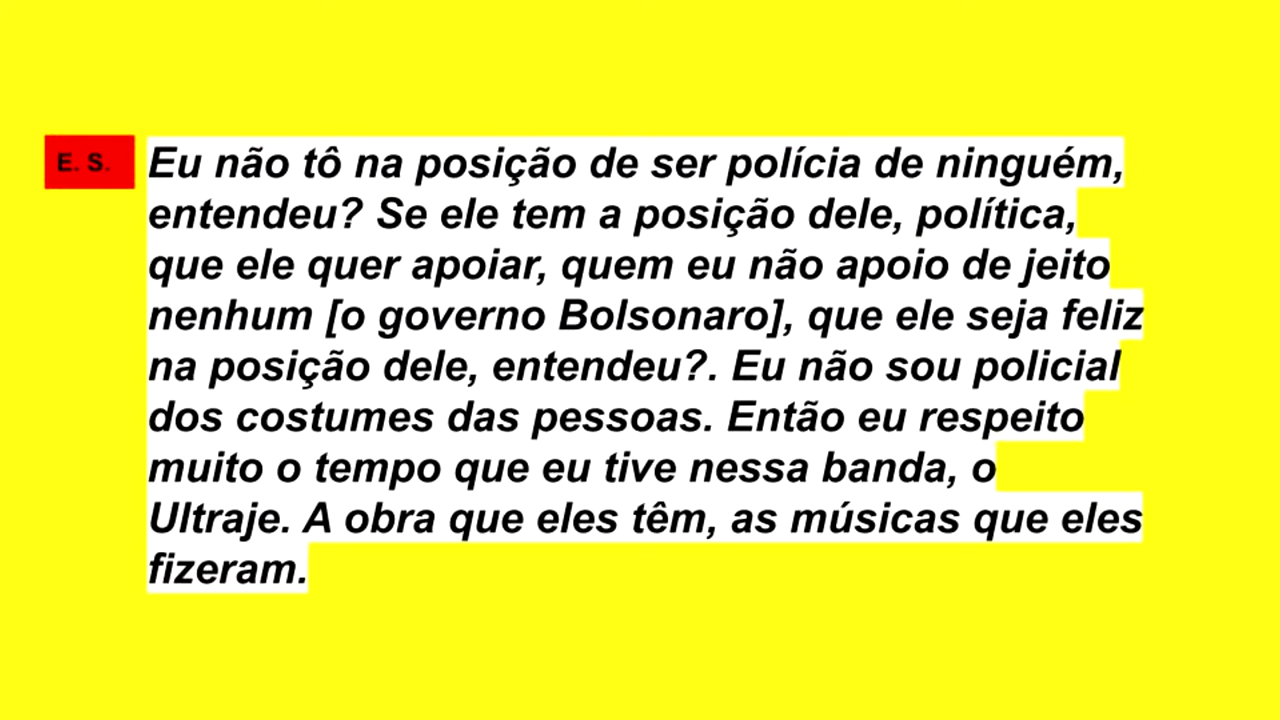 E. S.
Eu não tô na posição de ser polícia de ninguém,
entendeu? Se ele tem a posição dele, política,
que ele quer apoiar, quem eu não apoio de jeito
nenhum [o governo Bolsonaro], que ele seja feliz
na posição dele, entendeu?. Eu não sou policial
dos costumes das pessoas. Então eu respeito
muito o tempo que eu tive nessa banda, o
Ultraje. A obra que eles têm, as músicas que eles
fizeram.